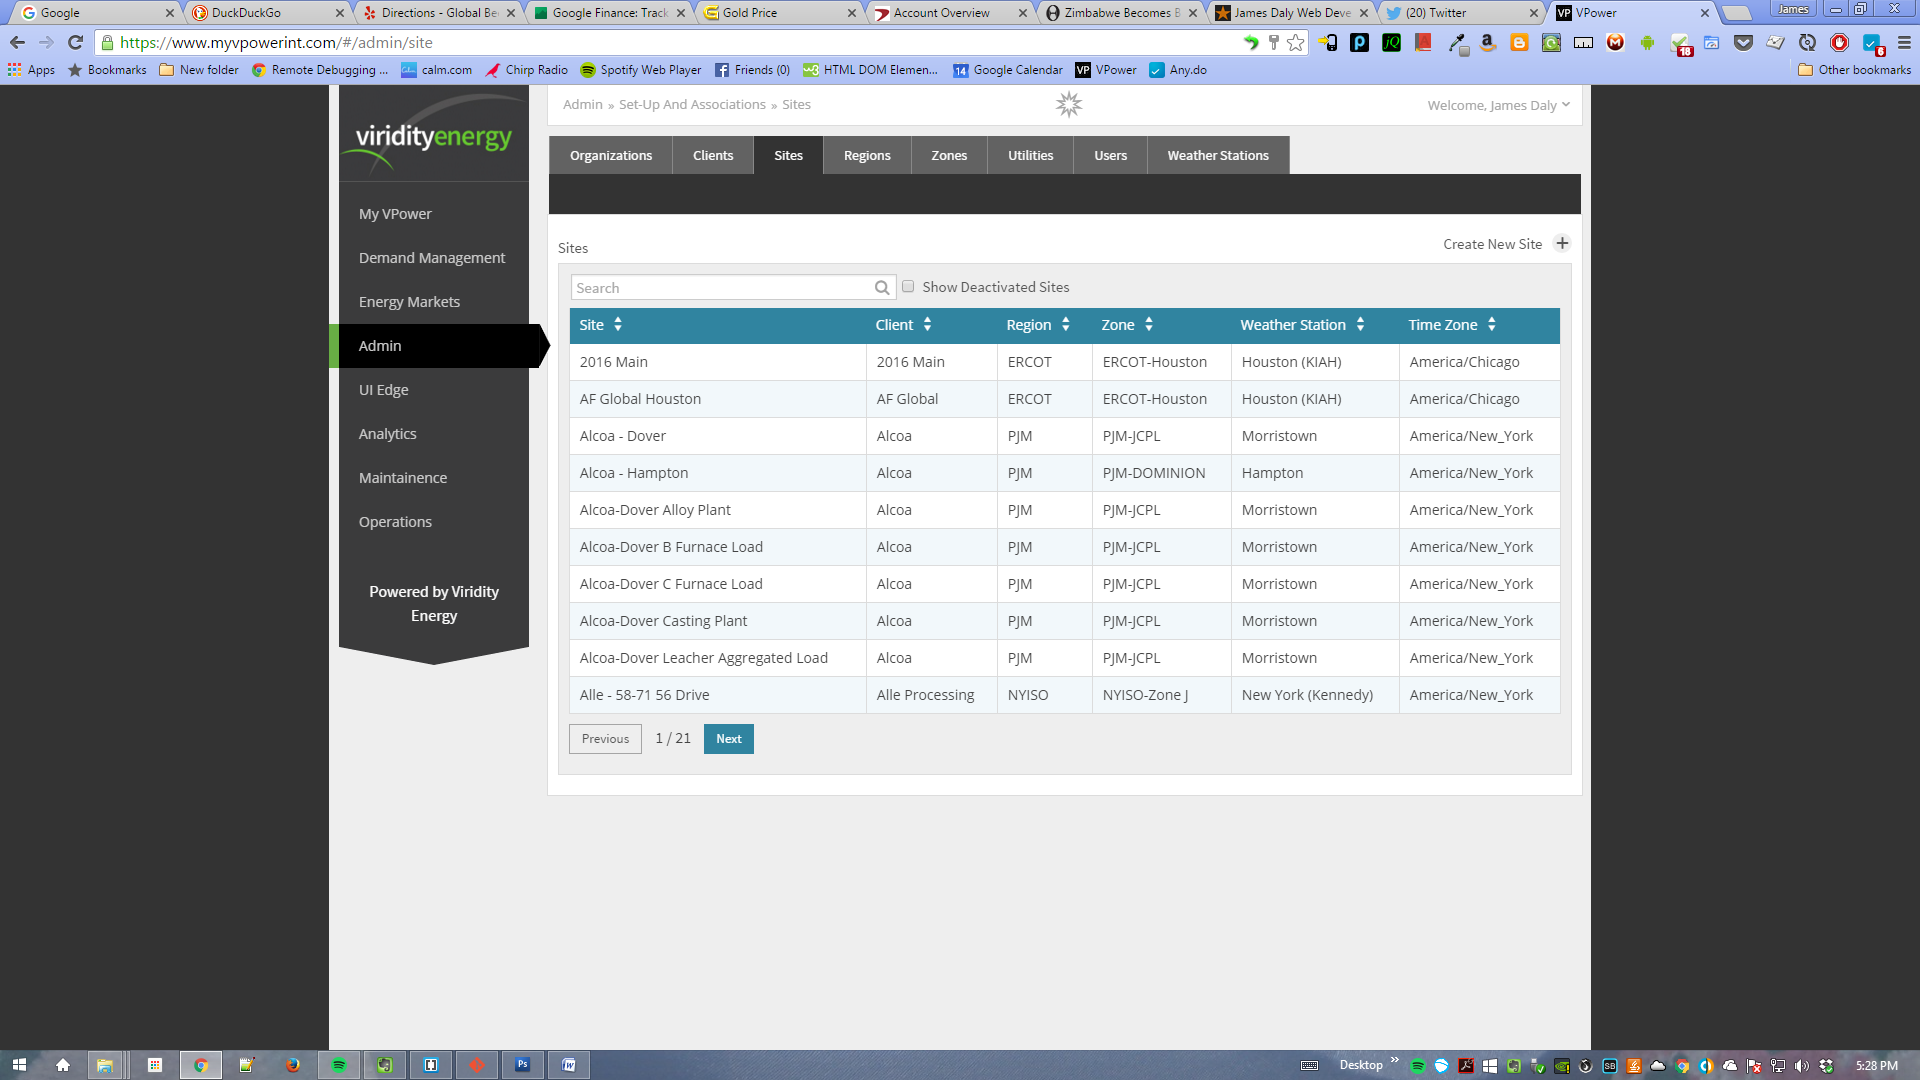 Google
DuckDuckGo
Directions - Global Be
Google Finance: Track
Gold Price
Account Overview
Zimbabwe Becomes B
James Daly Web Deve
(20) Twitter
VPower
James
https://www.myvpowerint.com/#/admin/site
18
6
Apps
Bookmarks
New folder
Remote Debugging ...
calm.com
Chirp Radio
Spotify Web Player
Friends (0)
HTML DOM Elemen...
14 Google Calendar
VP VPower
Any.do
Other bookmarks
viridityenergy
Admin » Set-Up And Associations » Sites
Welcome, James Daly
Organizations Clients Sites Regions Zones Utilities Users Weather Stations
My VPower
Demand Management
Energy Markets
Admin
UI Edge
Analytics
Maintainence
Operations
Powered by Viridity
Energy
Sites
Create New Site +
Search
Show Deactivated Sites
Site Client Region Zone Weather Station Time Zone
2016 Main 2016 Main ERCOT ERCOT-Houston Houston (KIAH) America/Chicago
AF Global Houston AF Global ERCOT ERCOT-Houston Houston (KIAH) America/Chicago
Alcoa - Dover Alcoa PJM PJM-JCPL Morristown America/New_York
Alcoa - Hampton Alcoa PJM PJM-DOMINION Hampton America/New_York
Alcoa-Dover Alloy Plant Alcoa PJM PJM-JCPL Morristown America/New_York
Alcoa-Dover B Furnace Load Alcoa PJM PJM-JCPL Morristown America/New_York
Alcoa-Dover C Furnace Load Alcoa PJM PJM-JCPL Morristown America/New_York
Alcoa-Dover Casting Plant Alcoa PJM PJM-JCPL Morristown America/New_York
Alcoa-Dover Leacher Aggregated Load Alcoa PJM PJM-JCPL Morristown America/New_York
Alle - 58-71 56 Drive Alle Processing NYISO NYISO-Zone J New York (Kennedy) America/New_York
Previous 1 / 21 Next
Ps
Desktop
5:28 PM